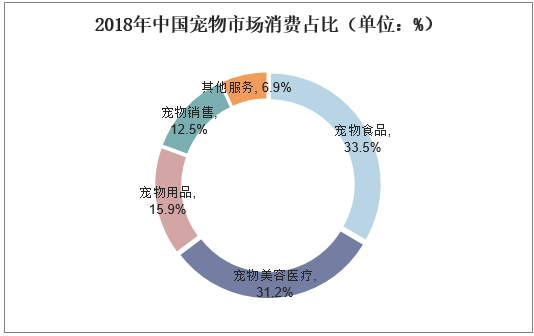 2018年中国宠物市场消费占比（单位：%）
其他服务, 6.9%
宠物销售,
12.5%
宠物食品,
33.5%
宠物用品,
15.9%
宠物美容医疗,
31.2%